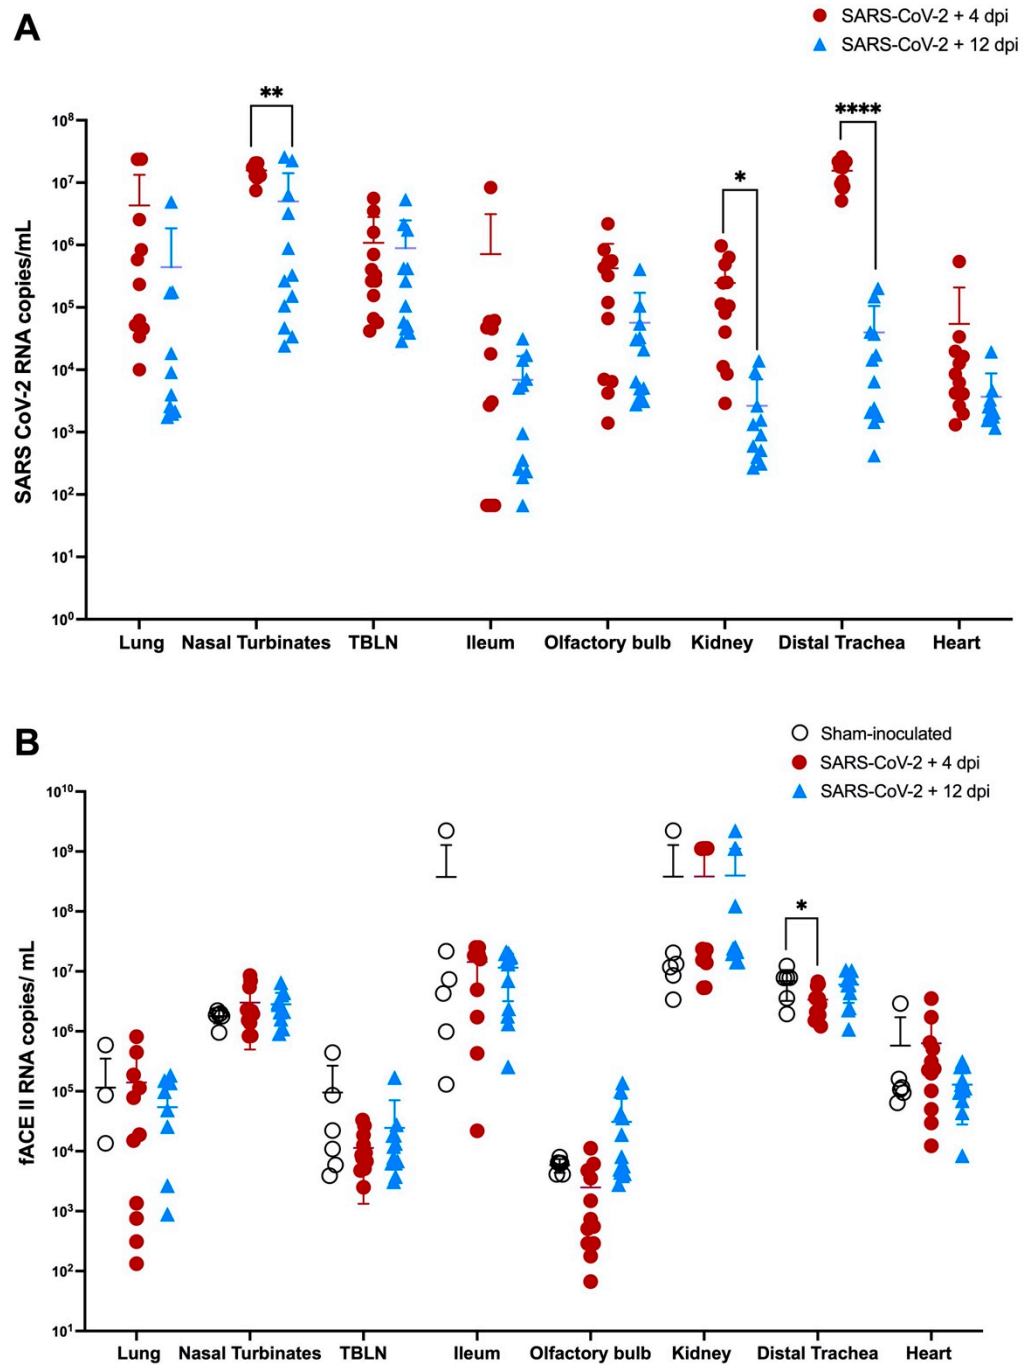 A
SARS-CoV-2 + 4 dpi
SARS-CoV-2 + 12 dpi
SARS CoV-2 RNA copies/mL
10⁸
10⁷
10⁶
10⁵
10⁴
10³
10²
10¹
10⁰
**
*
****
Lung Nasal Turbinates TBLN Ileum Olfactory bulb Kidney Distal Trachea Heart
B
Sham-inoculated
SARS-CoV-2 + 4 dpi
SARS-CoV-2 + 12 dpi
fACE II RNA copies/ mL
10¹⁰
10⁹
10⁸
10⁷
10⁶
10⁵
10⁴
10³
10²
10¹
*
Lung Nasal Turbinates TBLN Ileum Olfactory bulb Kidney Distal Trachea Heart